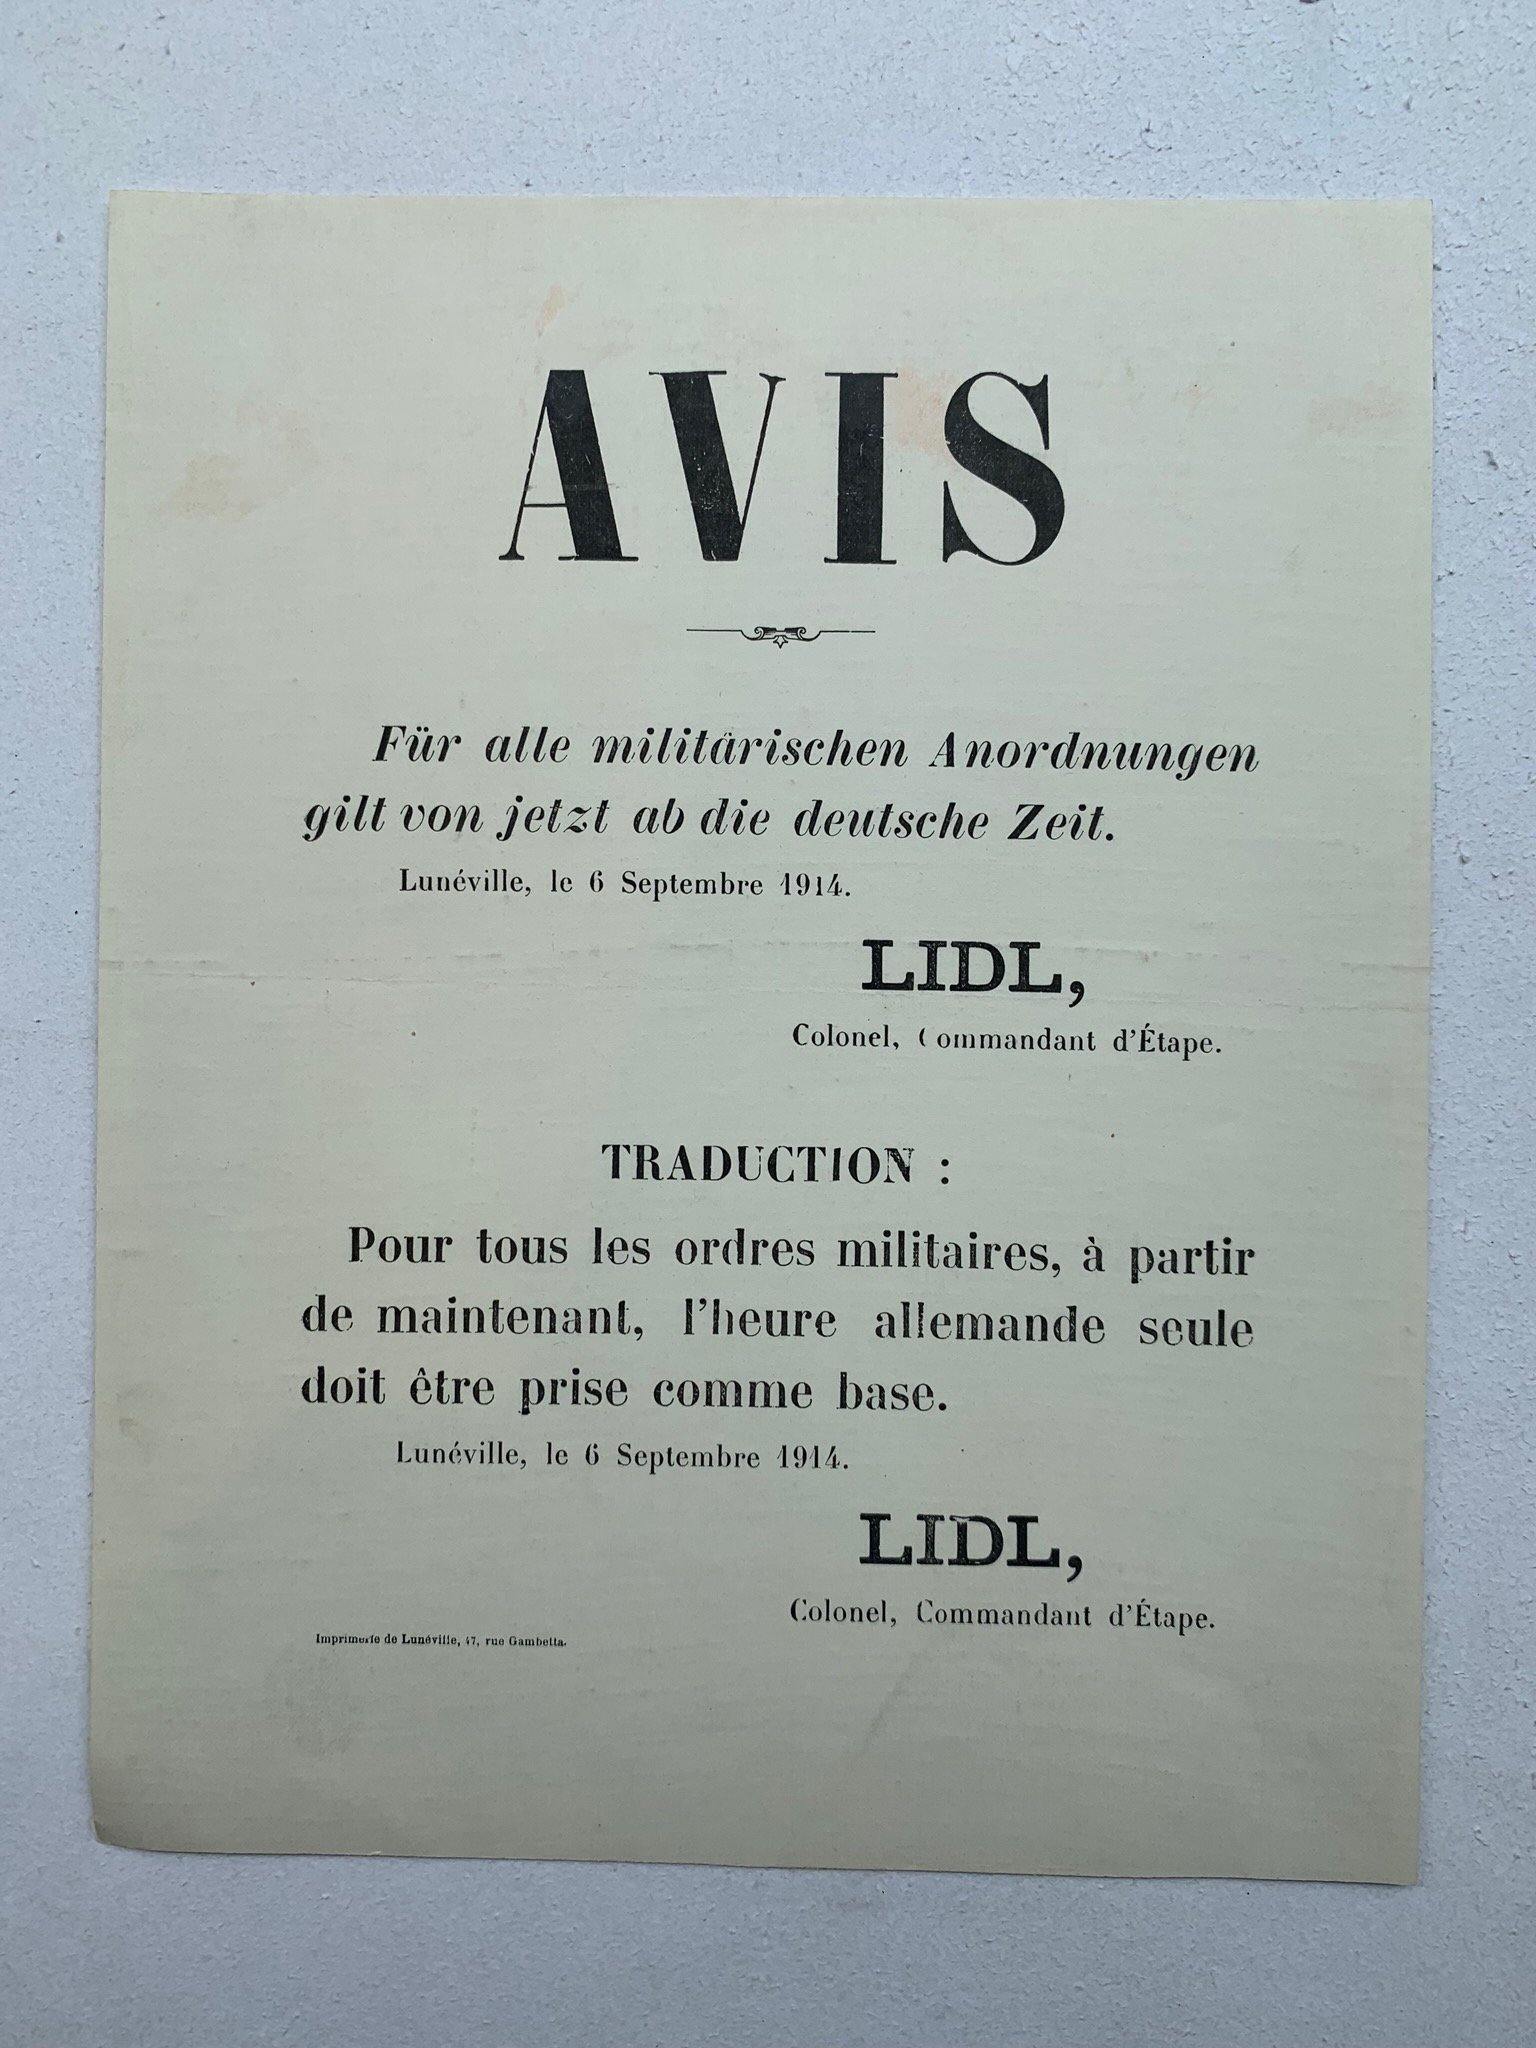 AVIS
Für alle militärischen Anordnungen
gilt von jetzt ab die deutsche Zeit.
Lunéville, le 6 Septembre 1914.
LIDL,
Colonel, Commandant d'Étape.
TRADUCTION :
Pour tous les ordres militaires, à partir
de maintenant, l'heure allemande seule
doit être prise comme base.
Lunéville, le 6 Septembre 1914.
LIDL,
Colonel, Commandant d'Étape.
Imprimerie de Lunéville, 47, rue Gambetta.